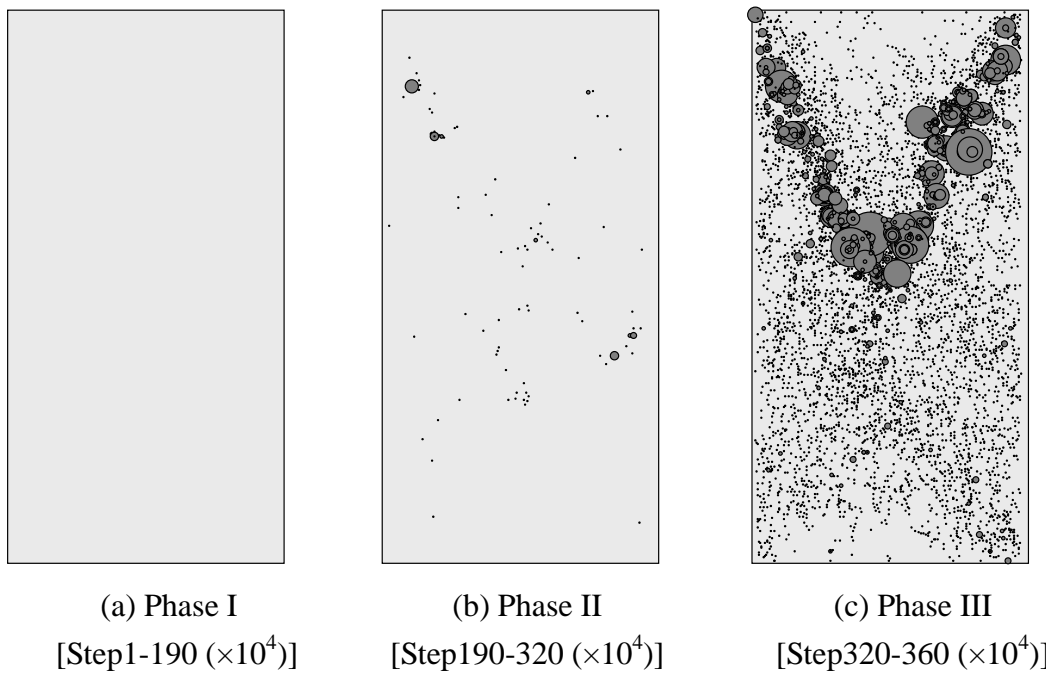 (a) Phase I
(b) Phase II
(c) Phase III
[Step1-190 (×10⁴)]
[Step190-320 (×10⁴)]
[Step320-360 (×10⁴)]